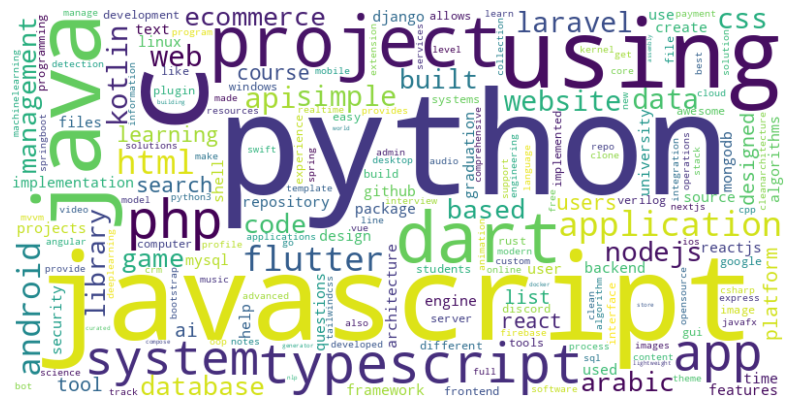 manage
development
ecommerce
django
allows
learn
payment
programming
text
program
project
using
laravel
css
kotlin
linux
web
extension
services
level
collection
use
create
kernel
solution
machinelearning
detection
java
c
windows
mobile
built
get
file
core
management
springboot
information
like
course
systems
website
data
best
cloud
assembly
plugin
building
made
resources
apisimple
realtime
provides
easy
new
awesome
files
learning
python
experience
graduation
comprehensive
implemented
repo
clone
university
mongodb
integration
operations
stack
cleanarchitecture
algorithms
solutions
spring
admin
desktop
audio
designed
engineering
language
implementation
html
make
swift
world
build
template
shell
search
python3
github
interview
support
based
source
verilog
nextjs
cpp
mvvm
video
model
repository
package
line
users
free
projects
php
code
dart
application
angular
deeplearning
computer
profile
applications
go
vue
design
library
game
mysql
flutter
animation
rust
modern
nodejs
ios
reactjs
android
provide
crm
music
students
custom
online
user
backend
google
platform
javascript
security
bootstrap
advanced
questions
tailwindcss
architecture
engine
list
discord
clean
algorithm
interface
opensource
csharp
express
image
curated
ai
help
also
server
react
firebase
docker
store
gui
javafx
compose
oop
notes
developed
different
tools
process
sql
images
system
typescript
app
science
nlp
generator
full
used
content
lightweight
theme
time
bot
tool
track
database
framework
frontend
software
arabic
features